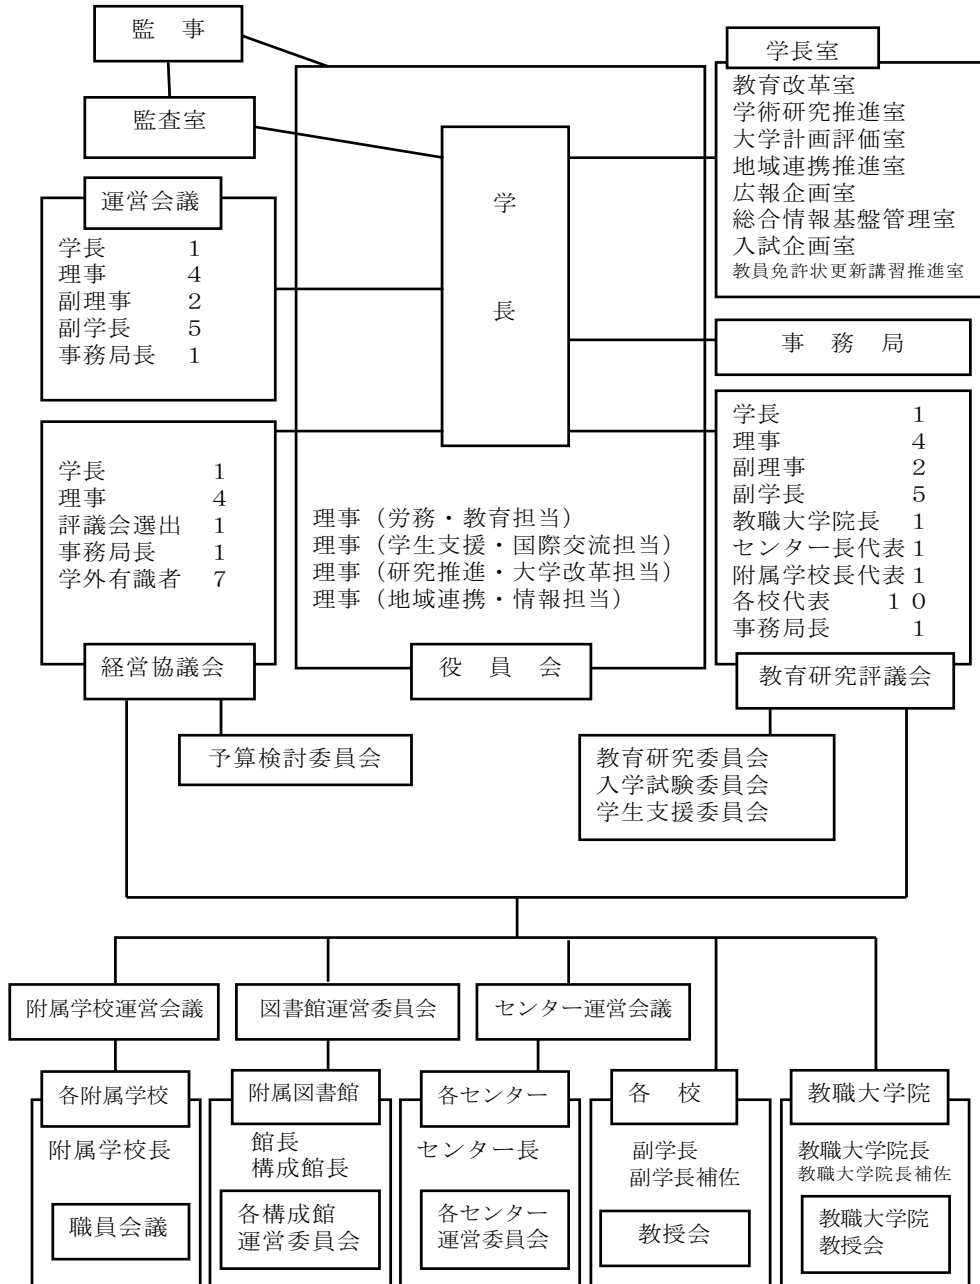 監　事
監査室
学長室
教育改革室
学術研究推進室
大学計画評価室
地域連携推進室
広報企画室
総合情報基盤管理室
入試企画室
教員免許状更新講習推進室
運営会議
学長　1
理事　4
副理事　2
副学長　5
事務局長　1
学
長
事　務　局
学長　1
理事　4
評議会選出　1
事務局長　1
学外有識者　7
経営協議会
理事（労務・教育担当）
理事（学生支援・国際交流担当）
理事（研究推進・大学改革担当）
理事（地域連携・情報担当）
役　員　会
学長　1
理事　4
副理事　2
副学長　5
教職大学院長　1
センター長代表 1
附属学校長代表 1
各校代表　１０
事務局長　1
教育研究評議会
予算検討委員会
教育研究委員会
入学試験委員会
学生支援委員会
附属学校運営会議
図書館運営委員会
センター運営会議
各附属学校
附属学校長
職員会議
附属図書館
館長
構成館長
各構成館
運営委員会
各センター
センター長
各センター
運営委員会
各　校
副学長
副学長補佐
教授会
教職大学院
教職大学院長
教職大学院長補佐
教職大学院
教授会